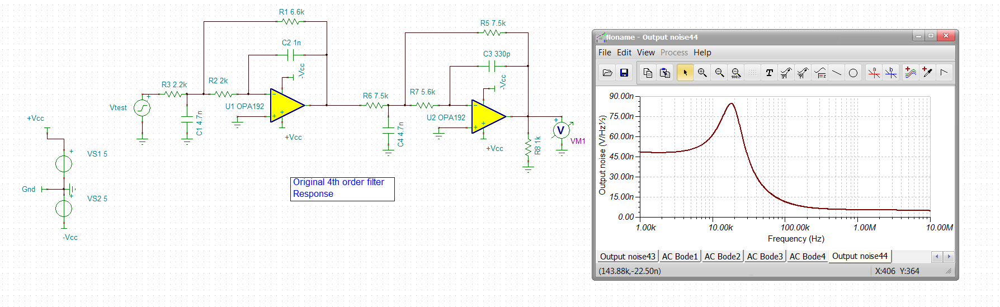 R1 6.6k
C2 1n
-Vcc
R3 2.2k
R2 2k
Vtest
+
C1 4.7n
U1 OPA192
−
+
+
+Vcc
R5 7.5k
C3 330p
-Vcc
R6 7.5k
R7 5.6k
C4 4.7n
U2 OPA192
−
+
+
+Vcc
R8 1k
+
V
VM1
+Vcc
+
VS1 5
Gnd
+
VS2 5
-Vcc
Original 4th order filter
Response
Noname - Output noise44
File Edit View Process Help
T
100%
a
b
90.00n
75.00n
60.00n
45.00n
30.00n
15.00n
0.00
Output noise (V/Hz½)
1.00k 10.00k 100.00k 1.00M 10.00M
Frequency (Hz)
Output noise43 AC Bode1 AC Bode2 AC Bode3 AC Bode4 Output noise44
(143.88k,-22.50n) X:406 Y:364